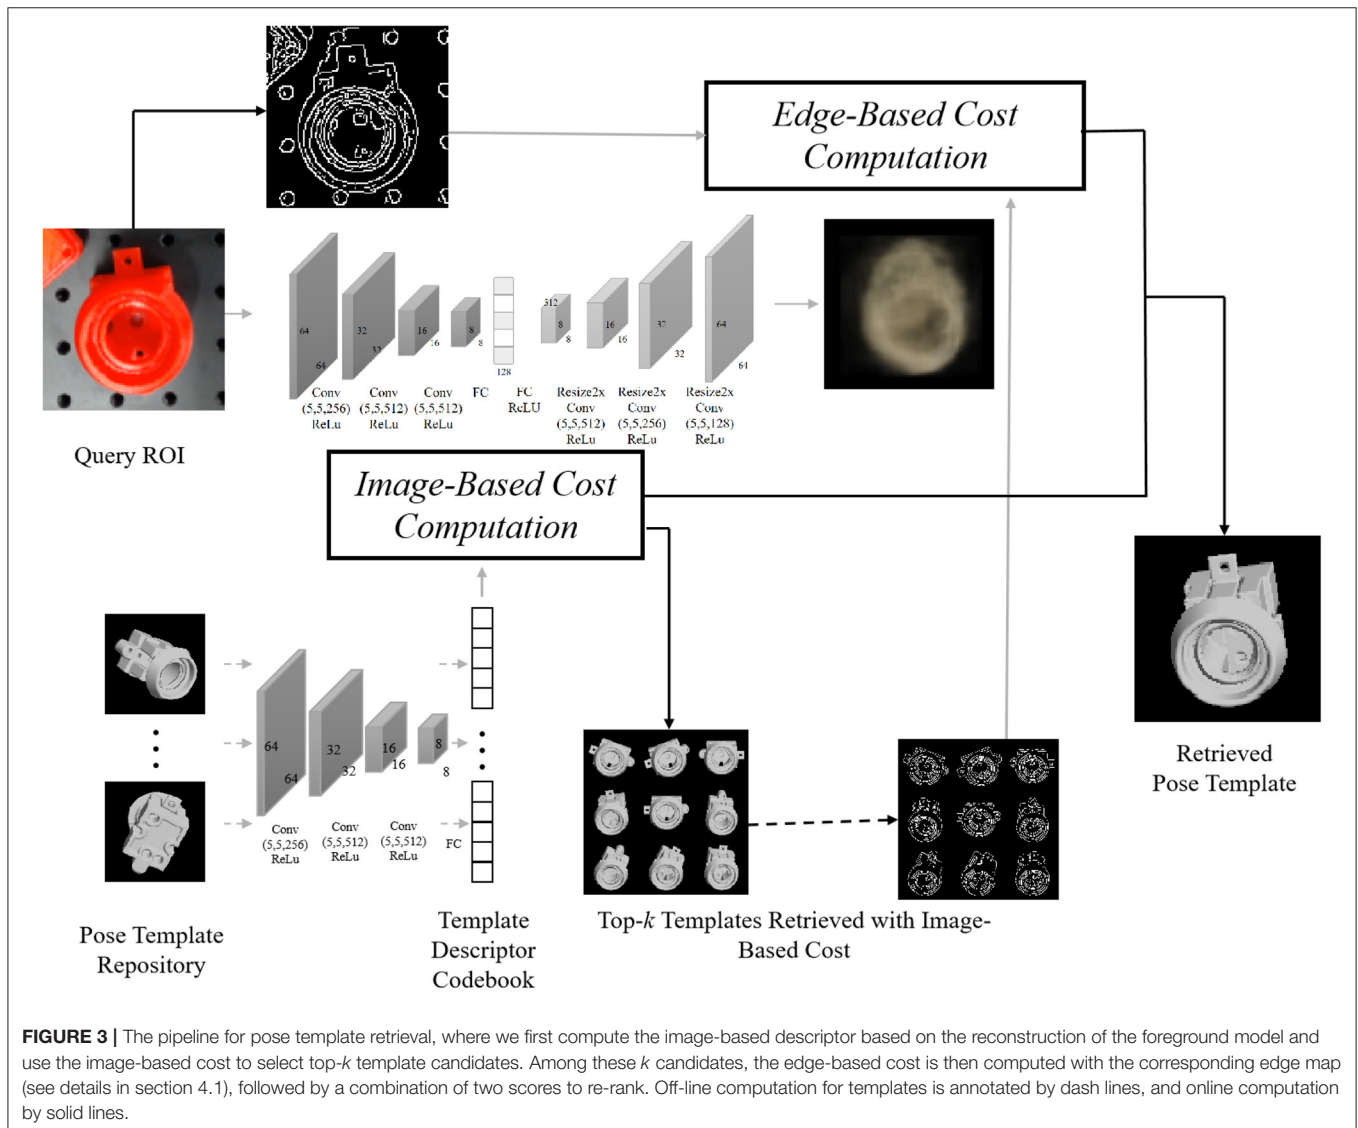 Edge-Based Cost
Computation
64
64
32
32
16
16
8
8
128
512
8
8
16
16
32
32
64
64
Conv
(5,5,256)
ReLu
Conv
(5,5,512)
ReLu
Conv
(5,5,512)
ReLu
FC
FC
ReLU
Resize2x
Conv
(5,5,512)
ReLu
Resize2x
Conv
(5,5,256)
ReLu
Resize2x
Conv
(5,5,128)
ReLu
Query ROI
Image-Based Cost
Computation
64
64
32
32
16
16
8
8
Conv
(5,5,256)
ReLu
Conv
(5,5,512)
ReLu
Conv
(5,5,512)
ReLu
FC
Retrieved
Pose Template
Pose Template
Repository
Template
Descriptor
Codebook
Top-k Templates Retrieved with Image-
Based Cost
FIGURE 3 | The pipeline for pose template retrieval, where we first compute the image-based descriptor based on the reconstruction of the foreground model and
use the image-based cost to select top-k template candidates. Among these k candidates, the edge-based cost is then computed with the corresponding edge map
(see details in section 4.1), followed by a combination of two scores to re-rank. Off-line computation for templates is annotated by dash lines, and online computation
by solid lines.